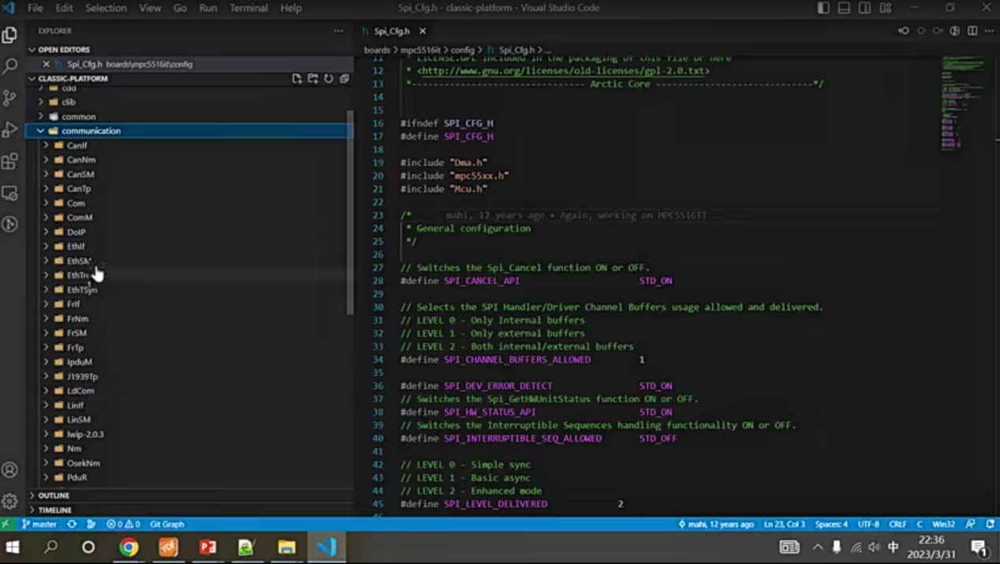 File Edit Selection View Go Run Terminal Help
Spi_Cfg.h - classic-platform - Visual Studio Code
EXPLORER
OPEN EDITORS
Spi_Cfg.h boards\mpc5516it\config
CLASSIC-PLATFORM
cdd
clib
common
communication
CanIf
CanNm
CanSM
CanTp
Com
ComM
DoIP
EthIf
EthSM
EthTSyn
FrIf
FrNm
FrSM
FrTp
IpduM
J1939Tp
LdCom
LinIf
LinSM
lwip-2.0.3
Nm
OsekNm
PduR
OUTLINE
TIMELINE
Spi_Cfg.h
boards > mpc5516it > config > Spi_Cfg.h > ...
11 * LICENSE.GPL included in the packaging of this file or here
12 * <http://www.gnu.org/licenses/old-licenses/gpl-2.0.txt>
13 *-------------------------------- Arctic Core -----------------------------*/
14
15
16 #ifndef SPI_CFG_H
17 #define SPI_CFG_H
18
19 #include "Dma.h"
20 #include "mpc55xx.h"
21 #include "Mcu.h"
22
23 /* mahi, 12 years ago • Again, working on MPC5516IT ...
24 * General configuration
25 */
26
27 // Switches the Spi_Cancel function ON or OFF.
28 #define SPI_CANCEL_API STD_ON
29
30 // Selects the SPI Handler/Driver Channel Buffers usage allowed and delivered.
31 // LEVEL 0 - Only Internal buffers
32 // LEVEL 1 - Only external buffers
33 // LEVEL 2 - Both internal/external buffers
34 #define SPI_CHANNEL_BUFFERS_ALLOWED 1
35
36 #define SPI_DEV_ERROR_DETECT STD_ON
37 // Switches the Spi_GetHWUnitStatus function ON or OFF.
38 #define SPI_HW_STATUS_API STD_ON
39 // Switches the Interruptible Sequences handling functionality ON or OFF.
40 #define SPI_INTERRUPTIBLE_SEQ_ALLOWED STD_OFF
41
42 // LEVEL 0 - Simple sync
43 // LEVEL 1 - Basic async
44 // LEVEL 2 - Enhanced mode
45 #define SPI_LEVEL_DELIVERED 2
master 0 0 Git Graph
mahi, 12 years ago Ln 23, Col 3 Spaces: 4 UTF-8 CRLF C Win32
中
22:36
2023/3/31
1